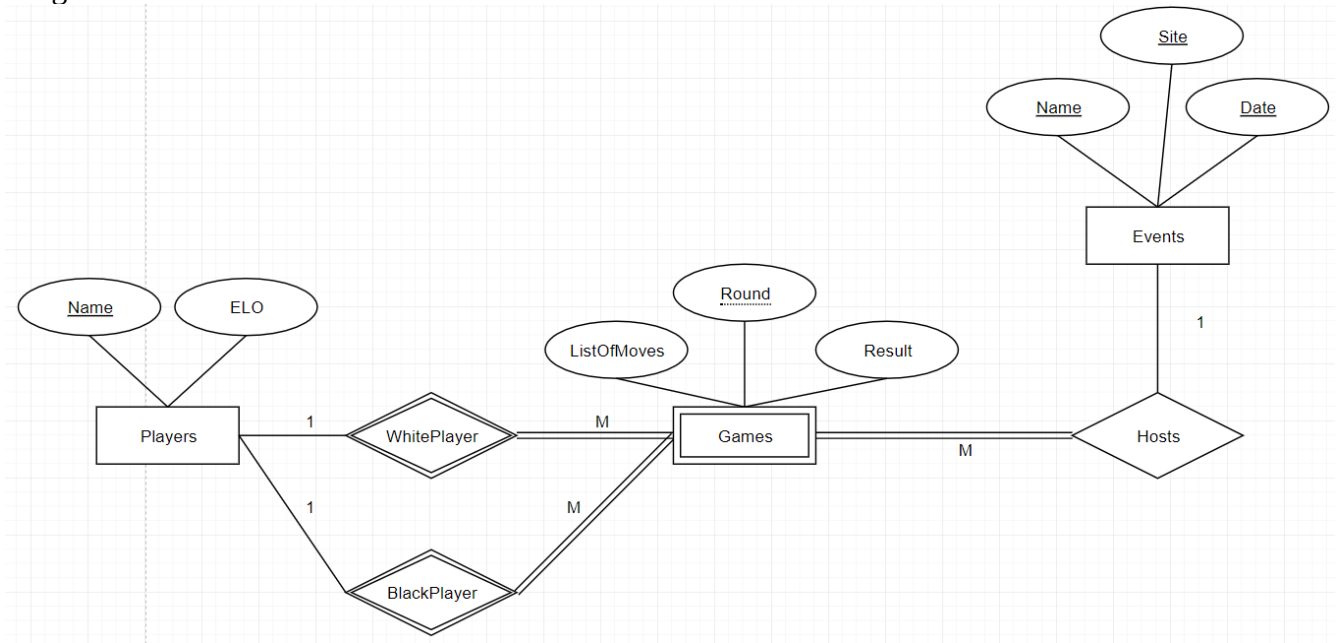 Site
Name
Date
Events
1
Round
Name
ELO
ListOfMoves
Result
1
M
Players
WhitePlayer
Games
Hosts
M
1
M
BlackPlayer